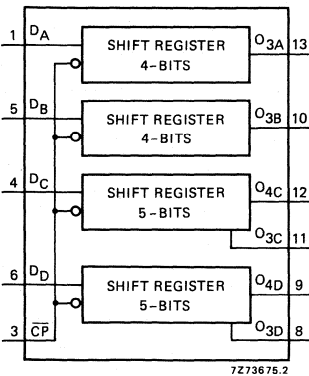 1 DA SHIFT REGISTER 4-BITS O3A 13
5 DB SHIFT REGISTER 4-BITS O3B 10
4 DC SHIFT REGISTER 5-BITS O4C 12
O3C 11
6 DD SHIFT REGISTER 5-BITS O4D 9
3 CP O3D 8
7Z73675.2